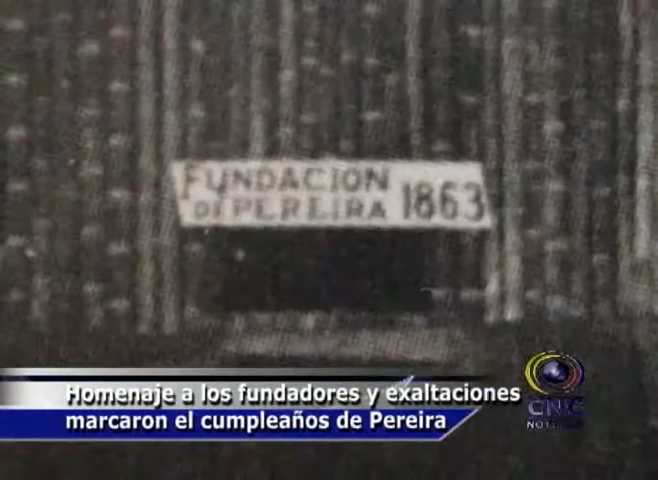 FUNDACION
DE PEREIRA 1863
Homenaje a los fundadores y exaltaciones
marcaron el cumpleaños de Pereira
CNC
NOTICIAS